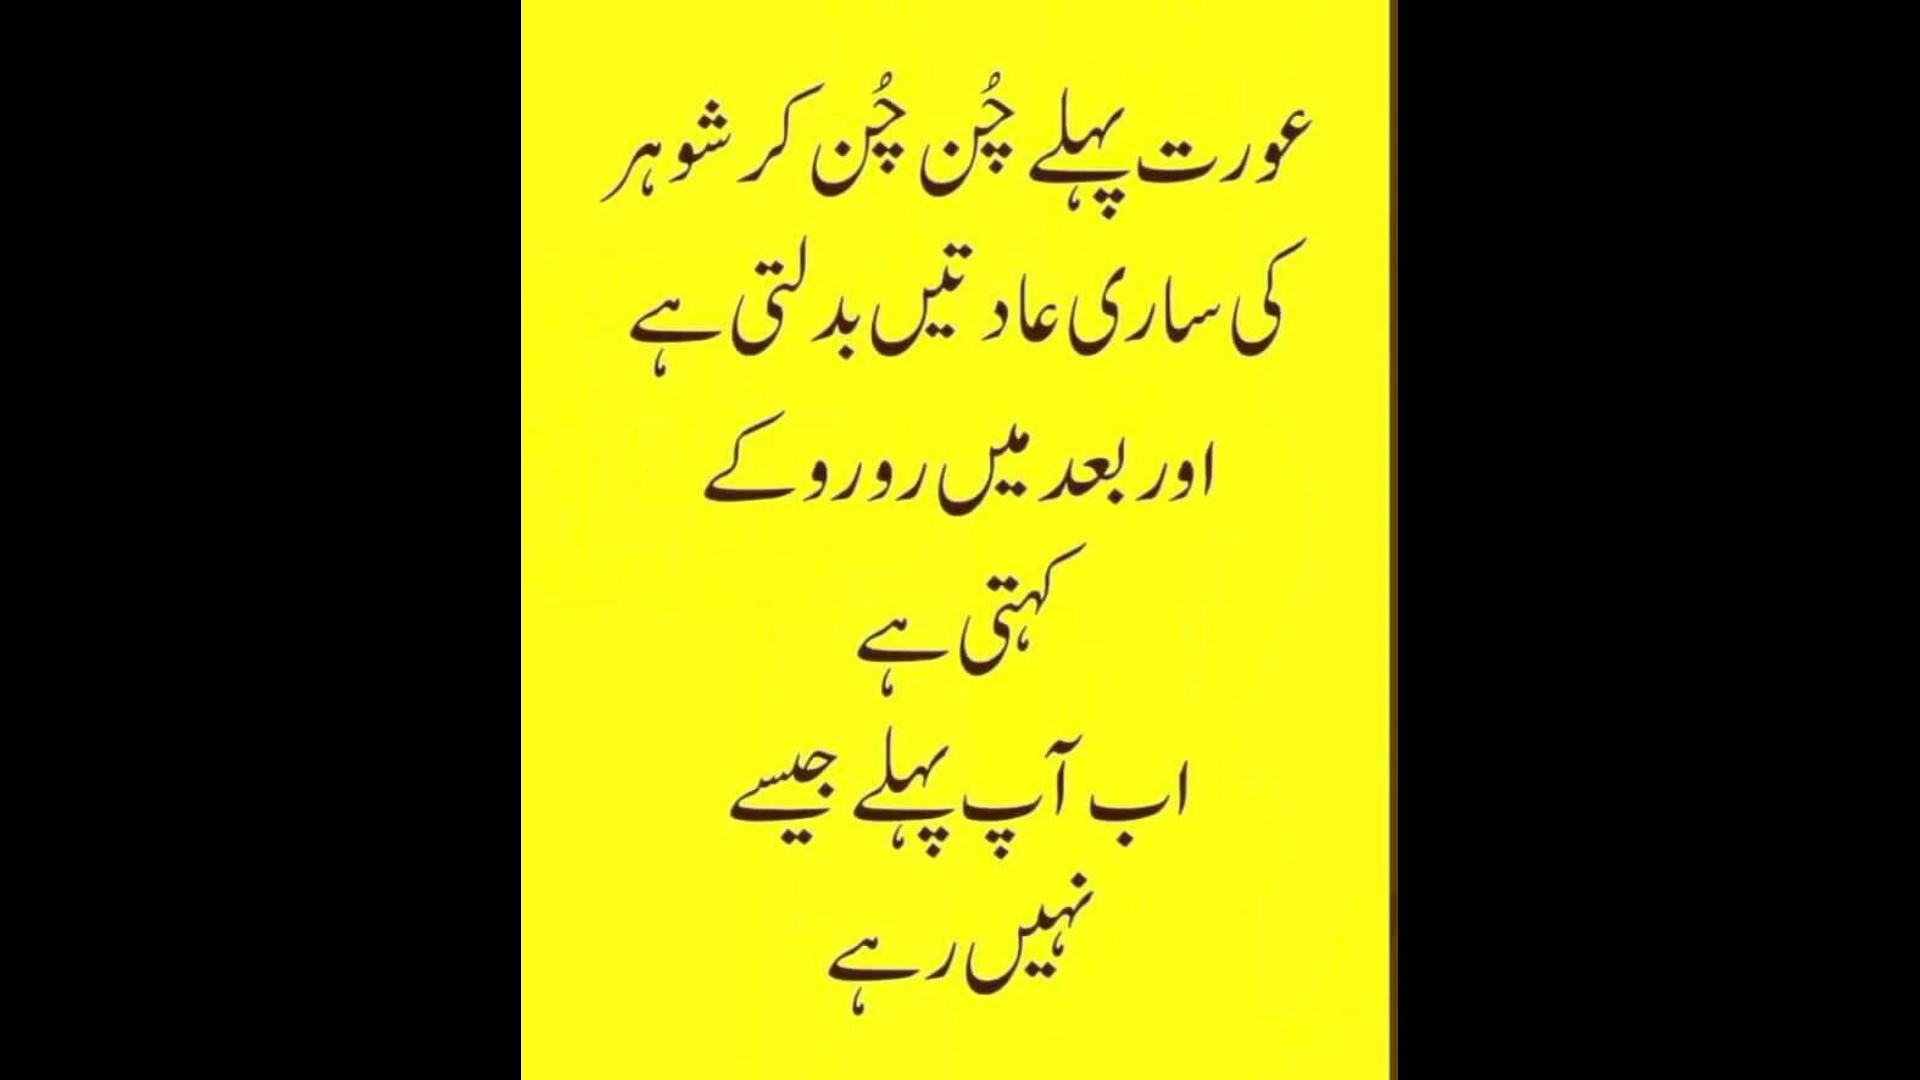 عورت پہلے چُن چُن کر شوہر
کی ساری عادتیں بدلتی ہے
اور بعد میں رو رو کے
کہتی ہے
اب آپ پہلے جیسے
نہیں رہے